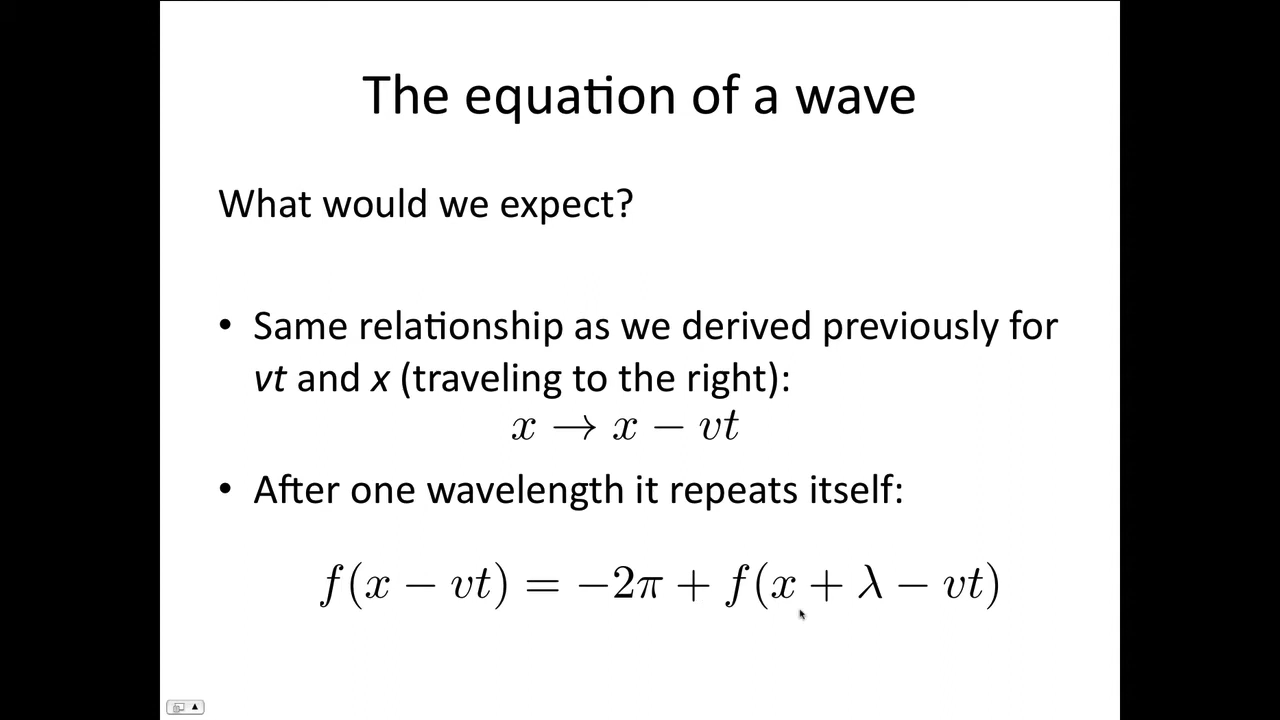 The equation of a wave
What would we expect?
• Same relationship as we derived previously for
vt and x (traveling to the right):
x → x − vt
• After one wavelength it repeats itself:
f(x − vt) = −2π + f(x + λ − vt)